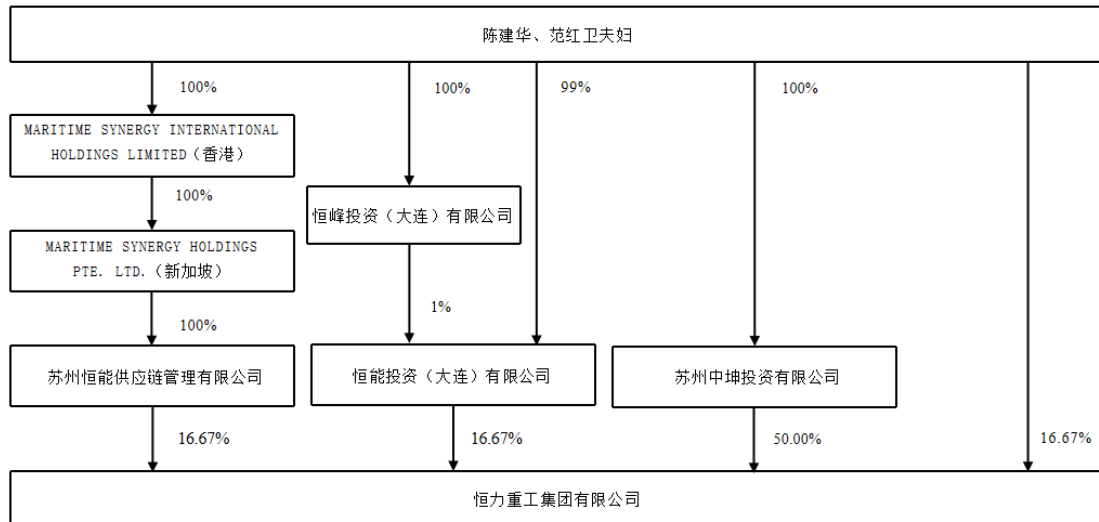 陈建华、范红卫夫妇
100%
100%
99%
100%
MARITIME SYNERGY INTERNATIONAL
HOLDINGS LIMITED（香港）
100%
恒峰投资（大连）有限公司
MARITIME SYNERGY HOLDINGS
PTE. LTD.（新加坡）
1%
100%
苏州恒能供应链管理有限公司
恒能投资（大连）有限公司
苏州中坤投资有限公司
16.67%
16.67%
50.00%
16.67%
恒力重工集团有限公司